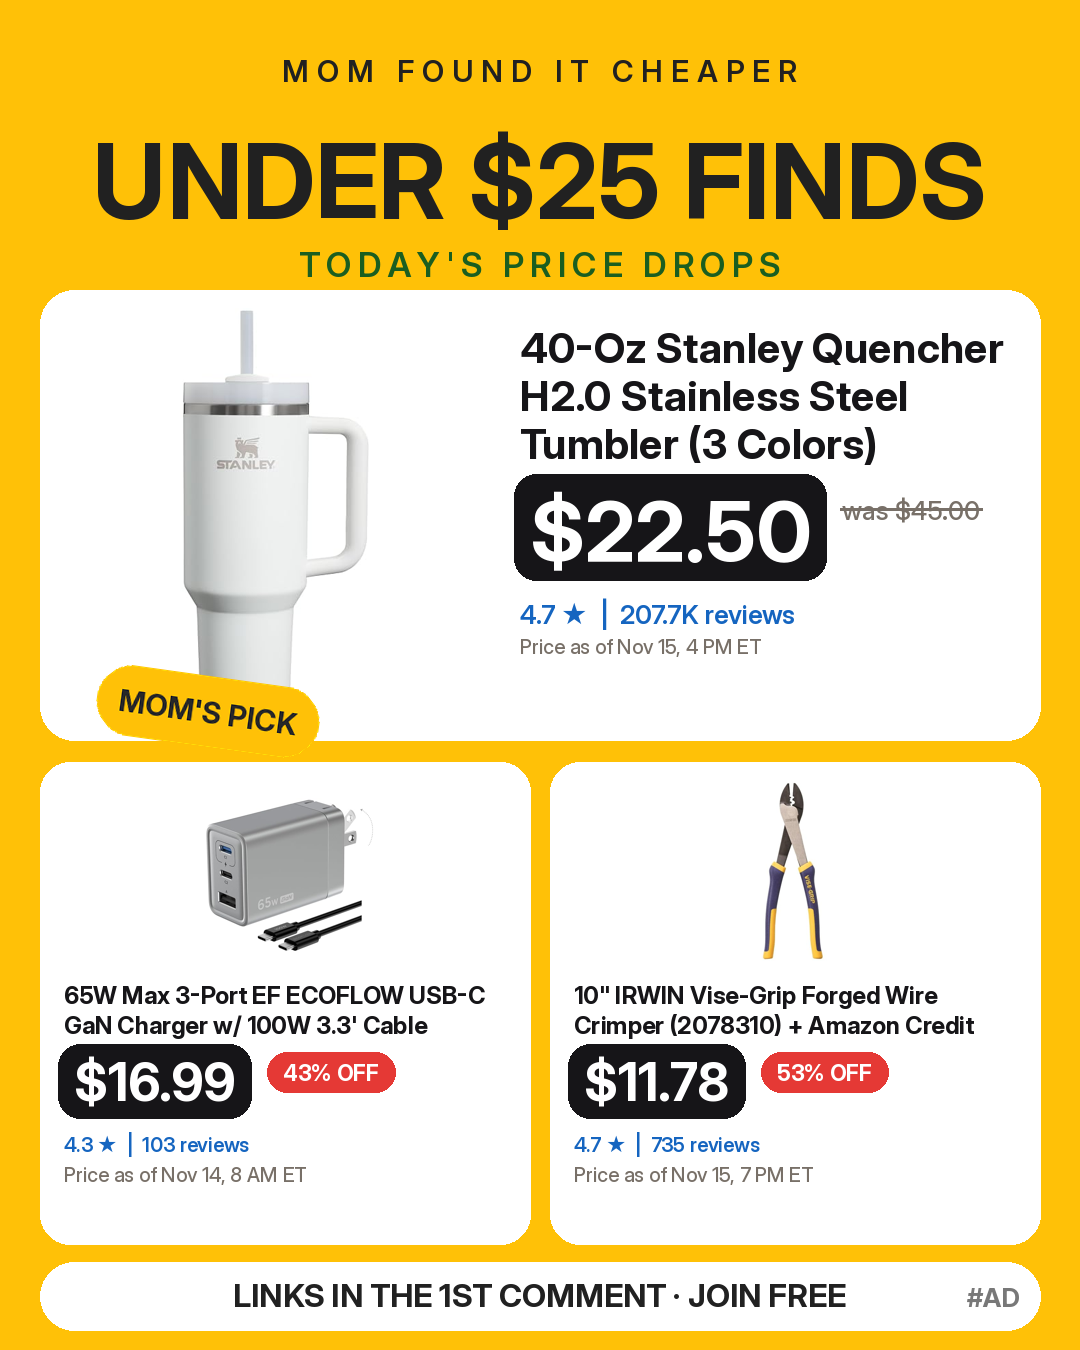 MOM FOUND IT CHEAPER
UNDER $25 FINDS
TODAY'S PRICE DROPS
STANLEY
40-Oz Stanley Quencher
H2.0 Stainless Steel
Tumbler (3 Colors)
$22.50
was $45.00
4.7 ★ | 207.7K reviews
Price as of Nov 15, 4 PM ET
MOM'S PICK
65W
65W Max 3-Port EF ECOFLOW USB-C
GaN Charger w/ 100W 3.3' Cable
$16.99
43% OFF
4.3 ★ | 103 reviews
Price as of Nov 14, 8 AM ET
VISE-GRIP
10" IRWIN Vise-Grip Forged Wire
Crimper (2078310) + Amazon Credit
$11.78
53% OFF
4.7 ★ | 735 reviews
Price as of Nov 15, 7 PM ET
LINKS IN THE 1ST COMMENT · JOIN FREE
#AD